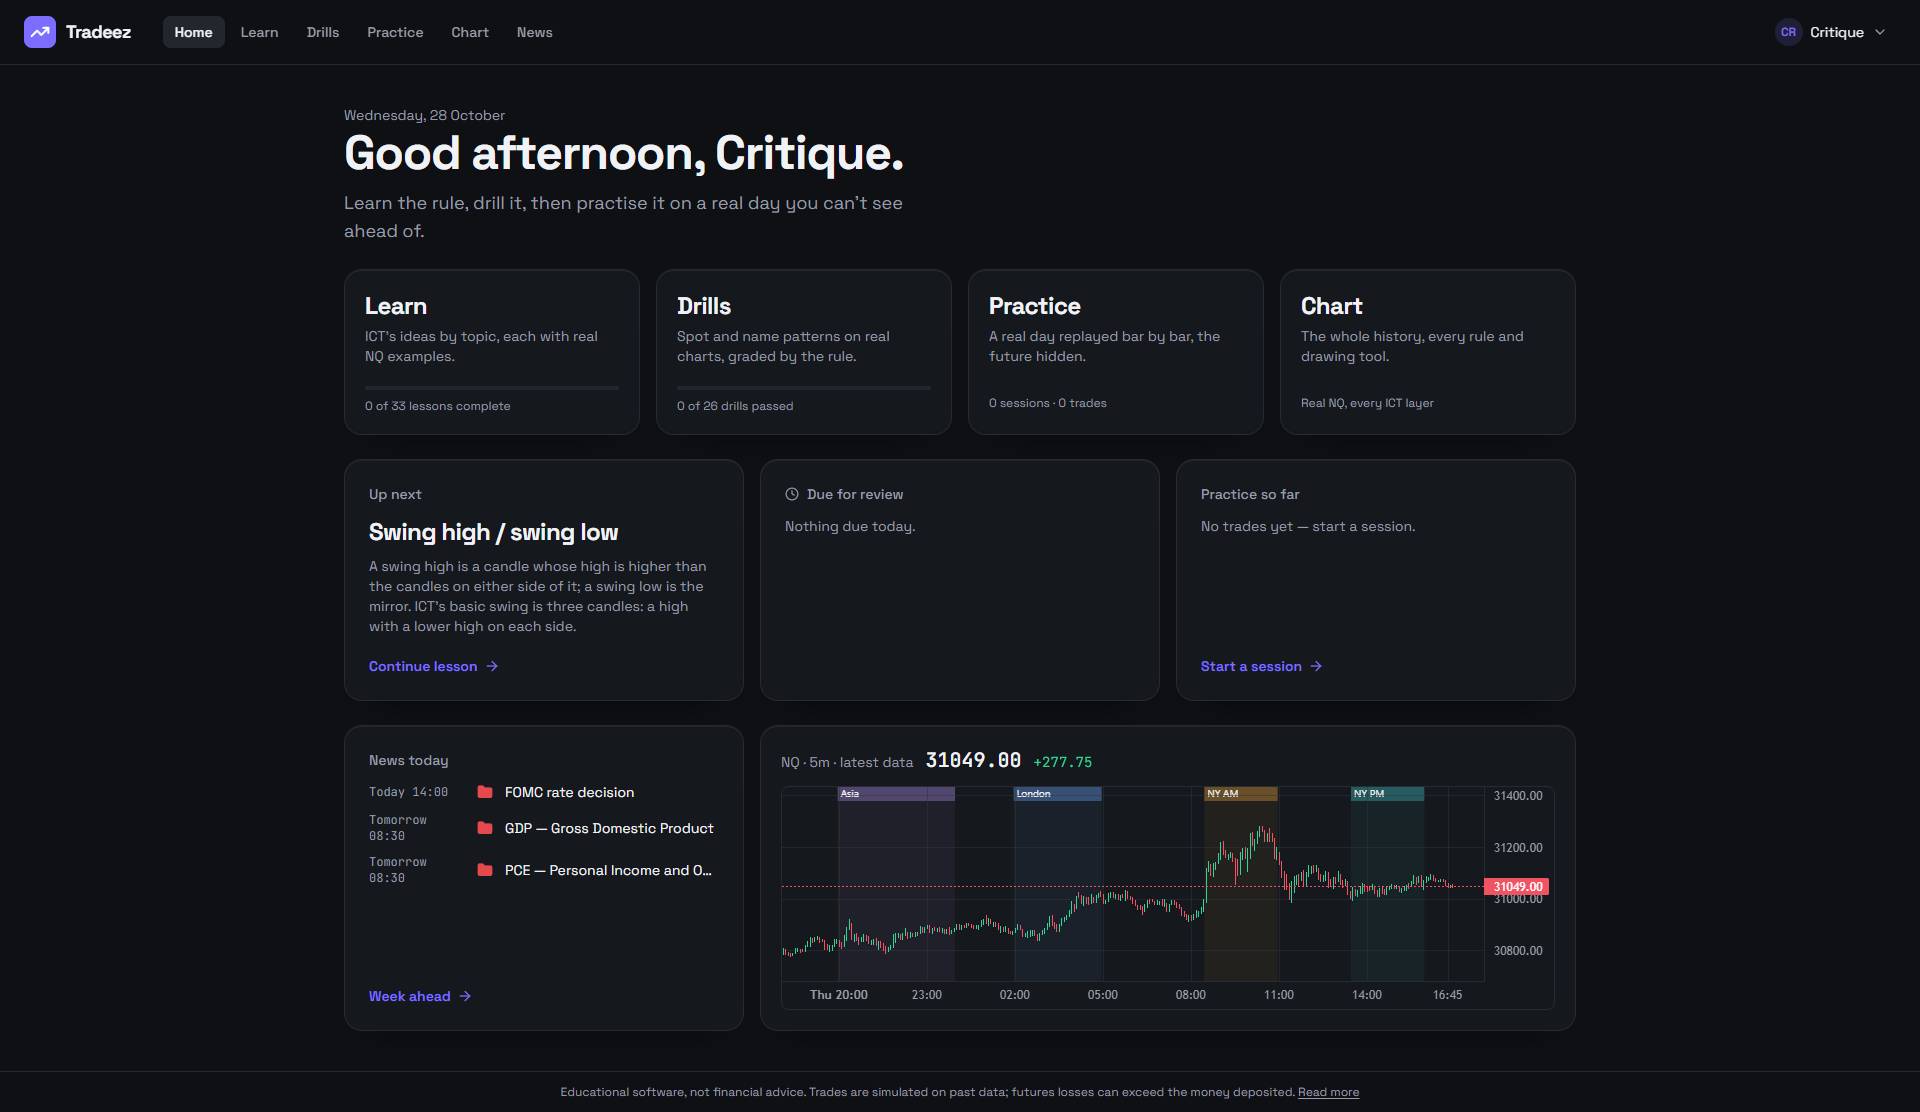 Tradeez
Home Learn Drills Practice Chart News
CR Critique
Wednesday, 28 October
Good afternoon, Critique.
Learn the rule, drill it, then practise it on a real day you can't see
ahead of.
Learn
ICT's ideas by topic, each with real
NQ examples.
0 of 33 lessons complete
Drills
Spot and name patterns on real
charts, graded by the rule.
0 of 26 drills passed
Practice
A real day replayed bar by bar, the
future hidden.
0 sessions · 0 trades
Chart
The whole history, every rule and
drawing tool.
Real NQ, every ICT layer
Up next
Swing high / swing low
A swing high is a candle whose high is higher than
the candles on either side of it; a swing low is the
mirror. ICT's basic swing is three candles: a high
with a lower high on each side.
Continue lesson →
Due for review
Nothing due today.
Practice so far
No trades yet — start a session.
Start a session →
News today
Today 14:00 FOMC rate decision
Tomorrow
08:30 GDP — Gross Domestic Product
Tomorrow
08:30 PCE — Personal Income and O...
Week ahead →
NQ · 5m · latest data 31049.00 +277.75
Asia London NY AM NY PM
31400.00
31200.00
31049.00
31000.00
30800.00
Thu 20:00 23:00 02:00 05:00 08:00 11:00 14:00 16:45
Educational software, not financial advice. Trades are simulated on past data; futures losses can exceed the money deposited. Read more